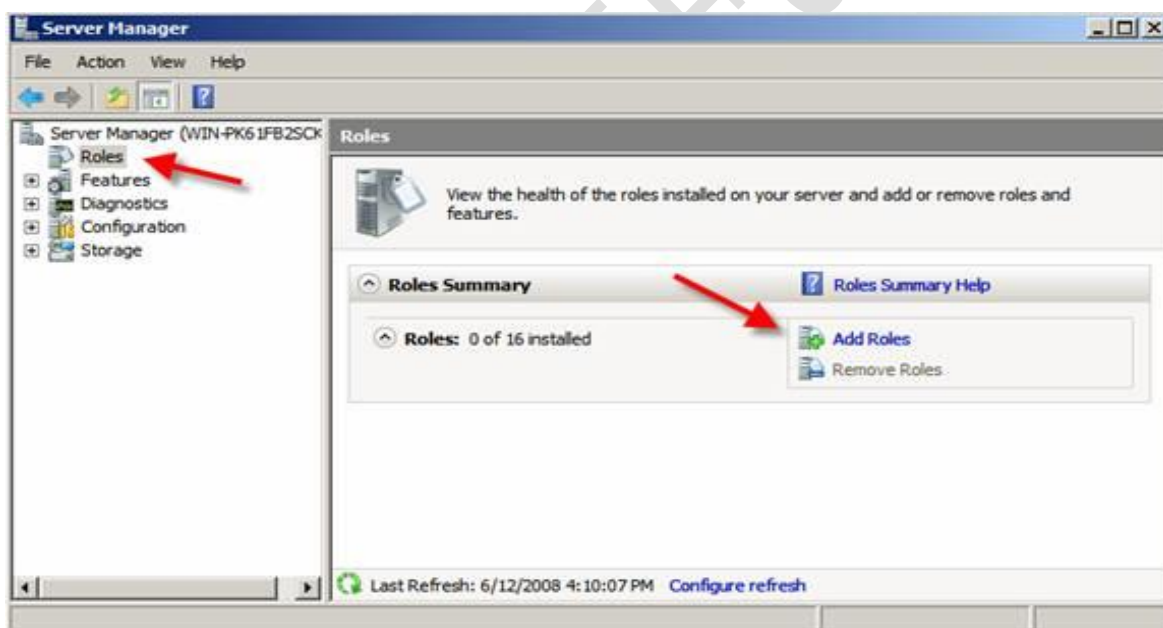 Server Manager
File Action View Help
Server Manager (WIN-PK61FB2SCK
Roles
Features
Diagnostics
Configuration
Storage
Roles
View the health of the roles installed on your server and add or remove roles and
features.
Roles Summary
Roles Summary Help
Roles: 0 of 16 installed
Add Roles
Remove Roles
Last Refresh: 6/12/2008 4:10:07 PM Configure refresh